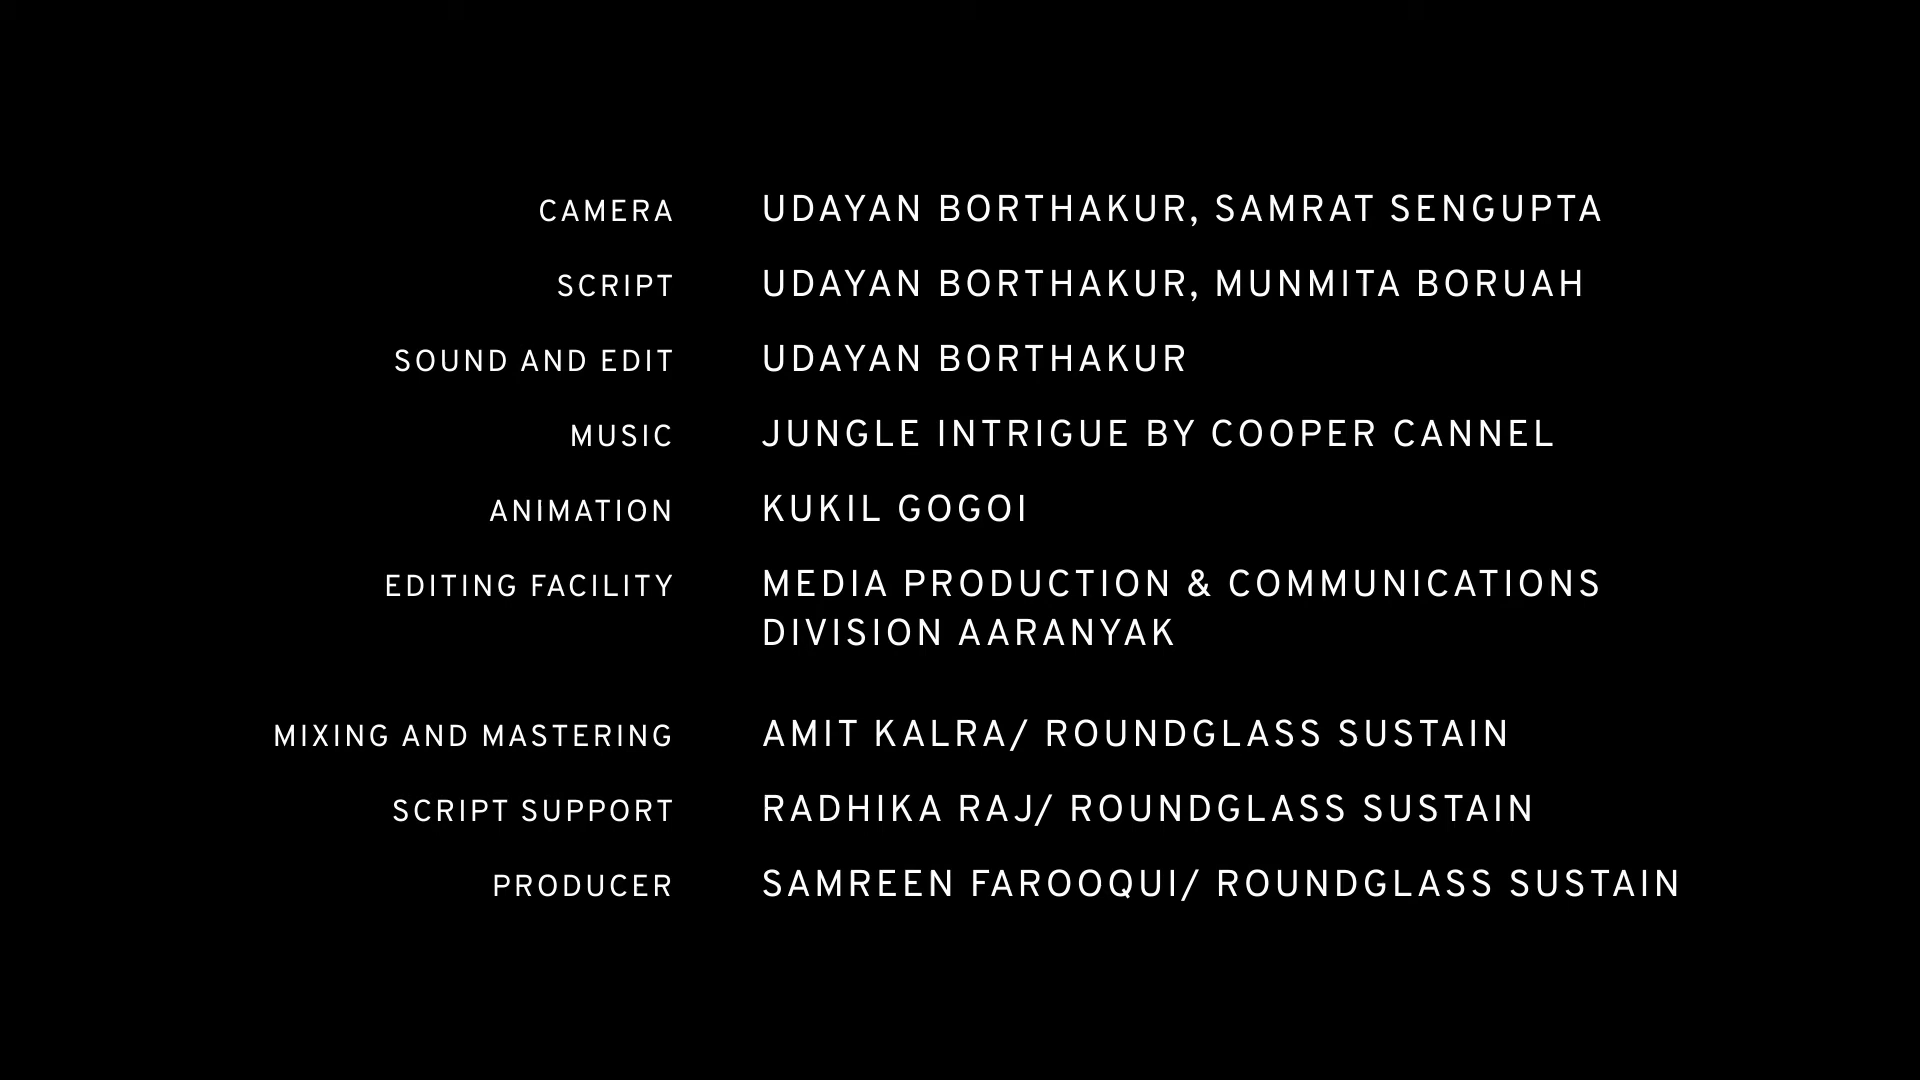 CAMERA UDAYAN BORTHAKUR, SAMRAT SENGUPTA
SCRIPT UDAYAN BORTHAKUR, MUNMITA BORUAH
SOUND AND EDIT UDAYAN BORTHAKUR
MUSIC JUNGLE INTRIGUE BY COOPER CANNEL
ANIMATION KUKIL GOGOI
EDITING FACILITY MEDIA PRODUCTION & COMMUNICATIONS
DIVISION AARANYAK
MIXING AND MASTERING AMIT KALRA/ ROUNDGLASS SUSTAIN
SCRIPT SUPPORT RADHIKA RAJ/ ROUNDGLASS SUSTAIN
PRODUCER SAMREEN FAROOQUI/ ROUNDGLASS SUSTAIN